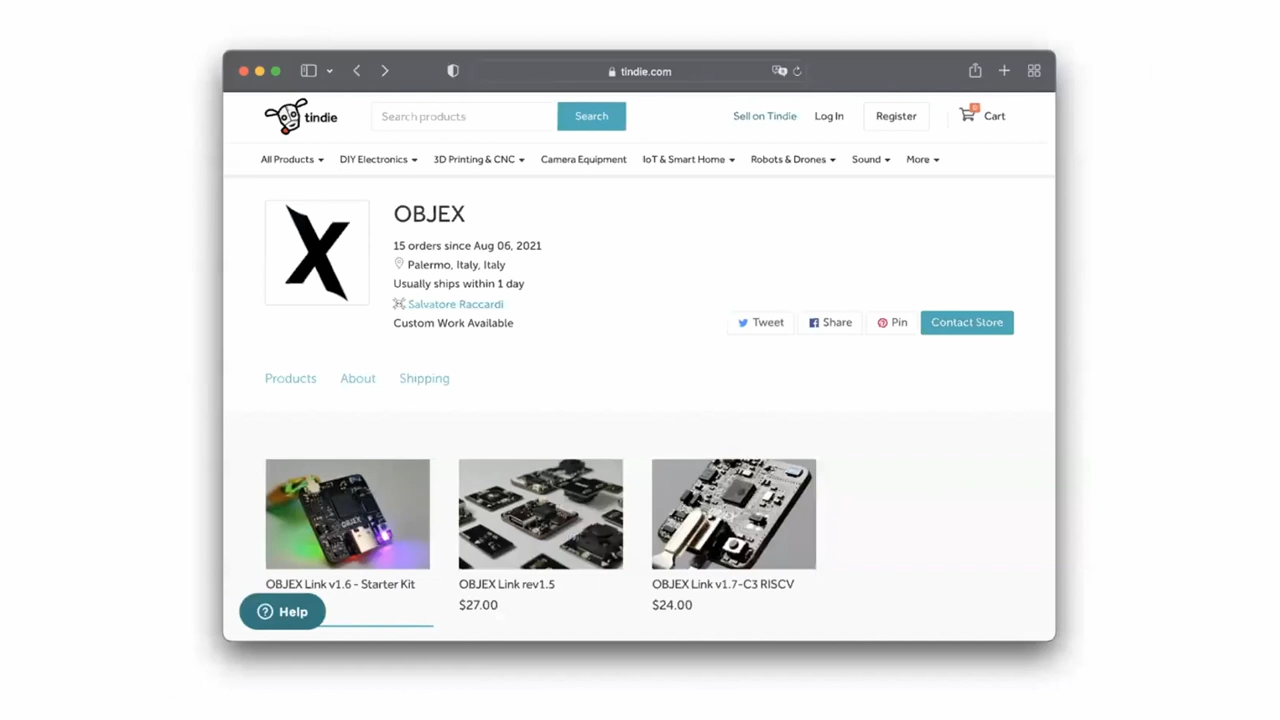 tindie.com
tindie
Search products
Search
Sell on Tindie
Log In
Register
0
Cart
All Products
DIY Electronics
3D Printing & CNC
Camera Equipment
IoT & Smart Home
Robots & Drones
Sound
More
X
OBJEX
15 orders since Aug 06, 2021
Palermo, Italy, Italy
Usually ships within 1 day
Salvatore Raccardi
Custom Work Available
Tweet
Share
Pin
Contact Store
Products
About
Shipping
OBJEX
OBJEX Link v1.6 - Starter Kit
OBJEX Link rev1.5
$27.00
OBJEX Link v1.7-C3 RISCV
$24.00
Help